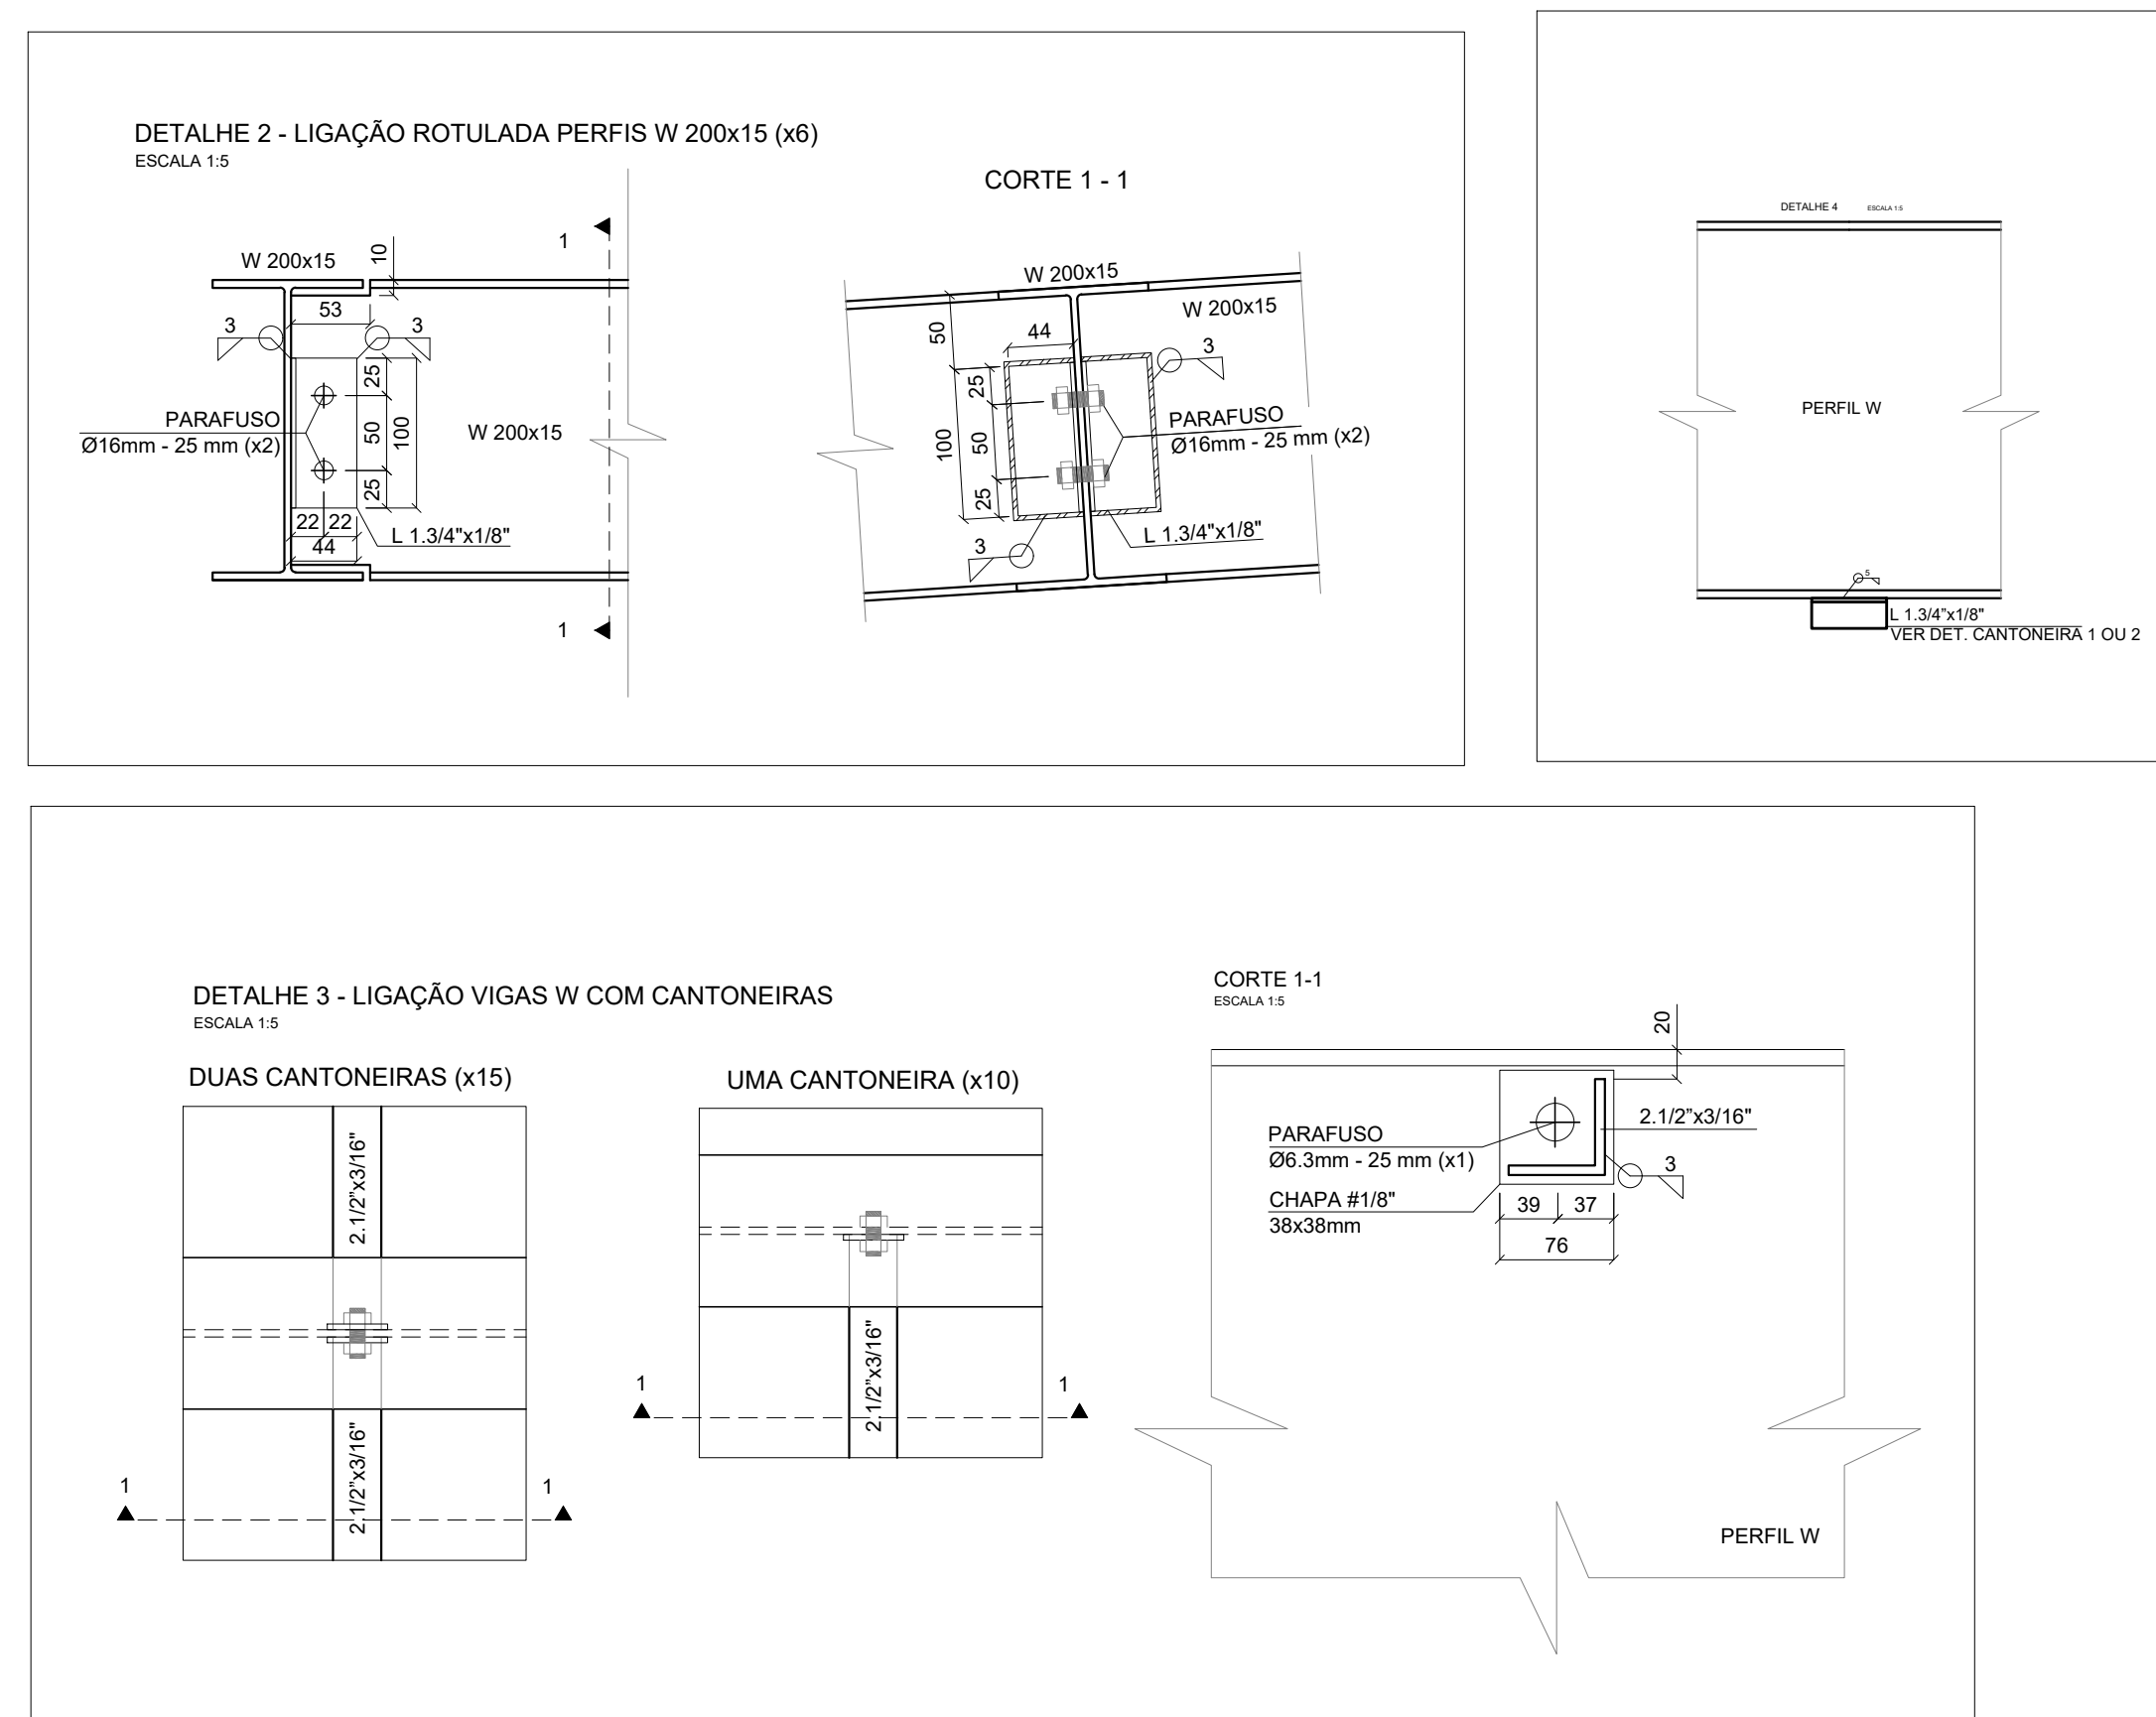 DETALHE 2 - LIGAÇÃO ROTULADA PERFIS W 200x15 (x6)
ESCALA 1:5
CORTE 1 - 1
1
W 200x15
10
53
3
3
25
PARAFUSO
Ø16mm - 25 mm (x2)
50
100
W 200x15
25
22
22
44
L 1.3/4"x1/8"
1
W 200x15
W 200x15
50
44
3
25
100
50
25
PARAFUSO
Ø16mm - 25 mm (x2)
L 1.3/4"x1/8"
3
DETALHE 4
ESCALA 1:5
PERFIL W
5
L 1.3/4"x1/8"
VER DET. CANTONEIRA 1 OU 2
DETALHE 3 - LIGAÇÃO VIGAS W COM CANTONEIRAS
ESCALA 1:5
DUAS CANTONEIRAS (x15)
2.1/2"x3/16"
2.1/2"x3/16"
1
1
UMA CANTONEIRA (x10)
2.1/2"x3/16"
1
1
CORTE 1-1
ESCALA 1:5
20
2.1/2"x3/16"
PARAFUSO
Ø6.3mm - 25 mm (x1)
3
CHAPA #1/8"
38x38mm
39
37
76
PERFIL W